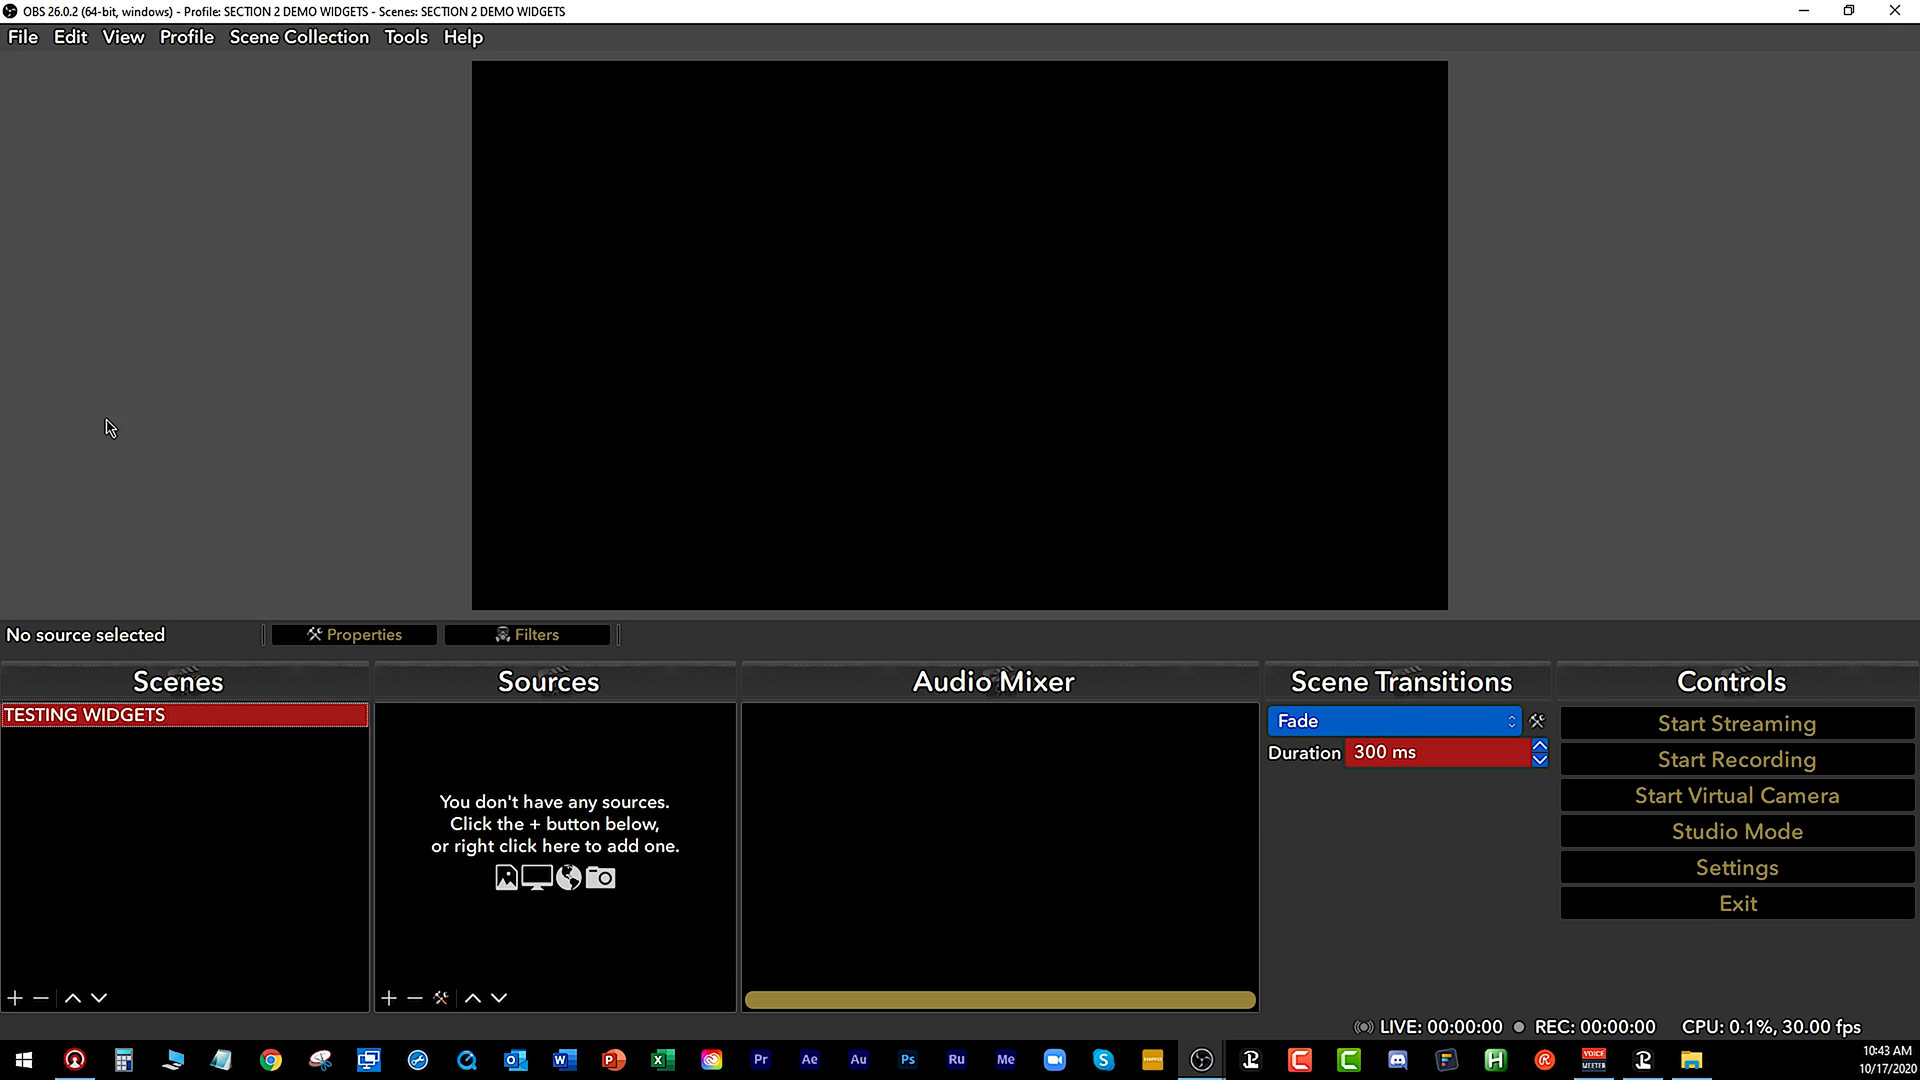 OBS 26.0.2 (64-bit, windows) - Profile: SECTION 2 DEMO WIDGETS - Scenes: SECTION 2 DEMO WIDGETS
File Edit View Profile Scene Collection Tools Help
No source selected
Properties
Filters
Scenes
Sources
Audio Mixer
Scene Transitions
Controls
TESTING WIDGETS
You don't have any sources.
Click the + button below,
or right click here to add one.
Fade
Duration 300 ms
Start Streaming
Start Recording
Start Virtual Camera
Studio Mode
Settings
Exit
LIVE: 00:00:00 REC: 00:00:00 CPU: 0.1%, 30.00 fps
Pr Ae Au Ps Ru Me
VOICE
MEETER
10:43 AM
10/17/2020